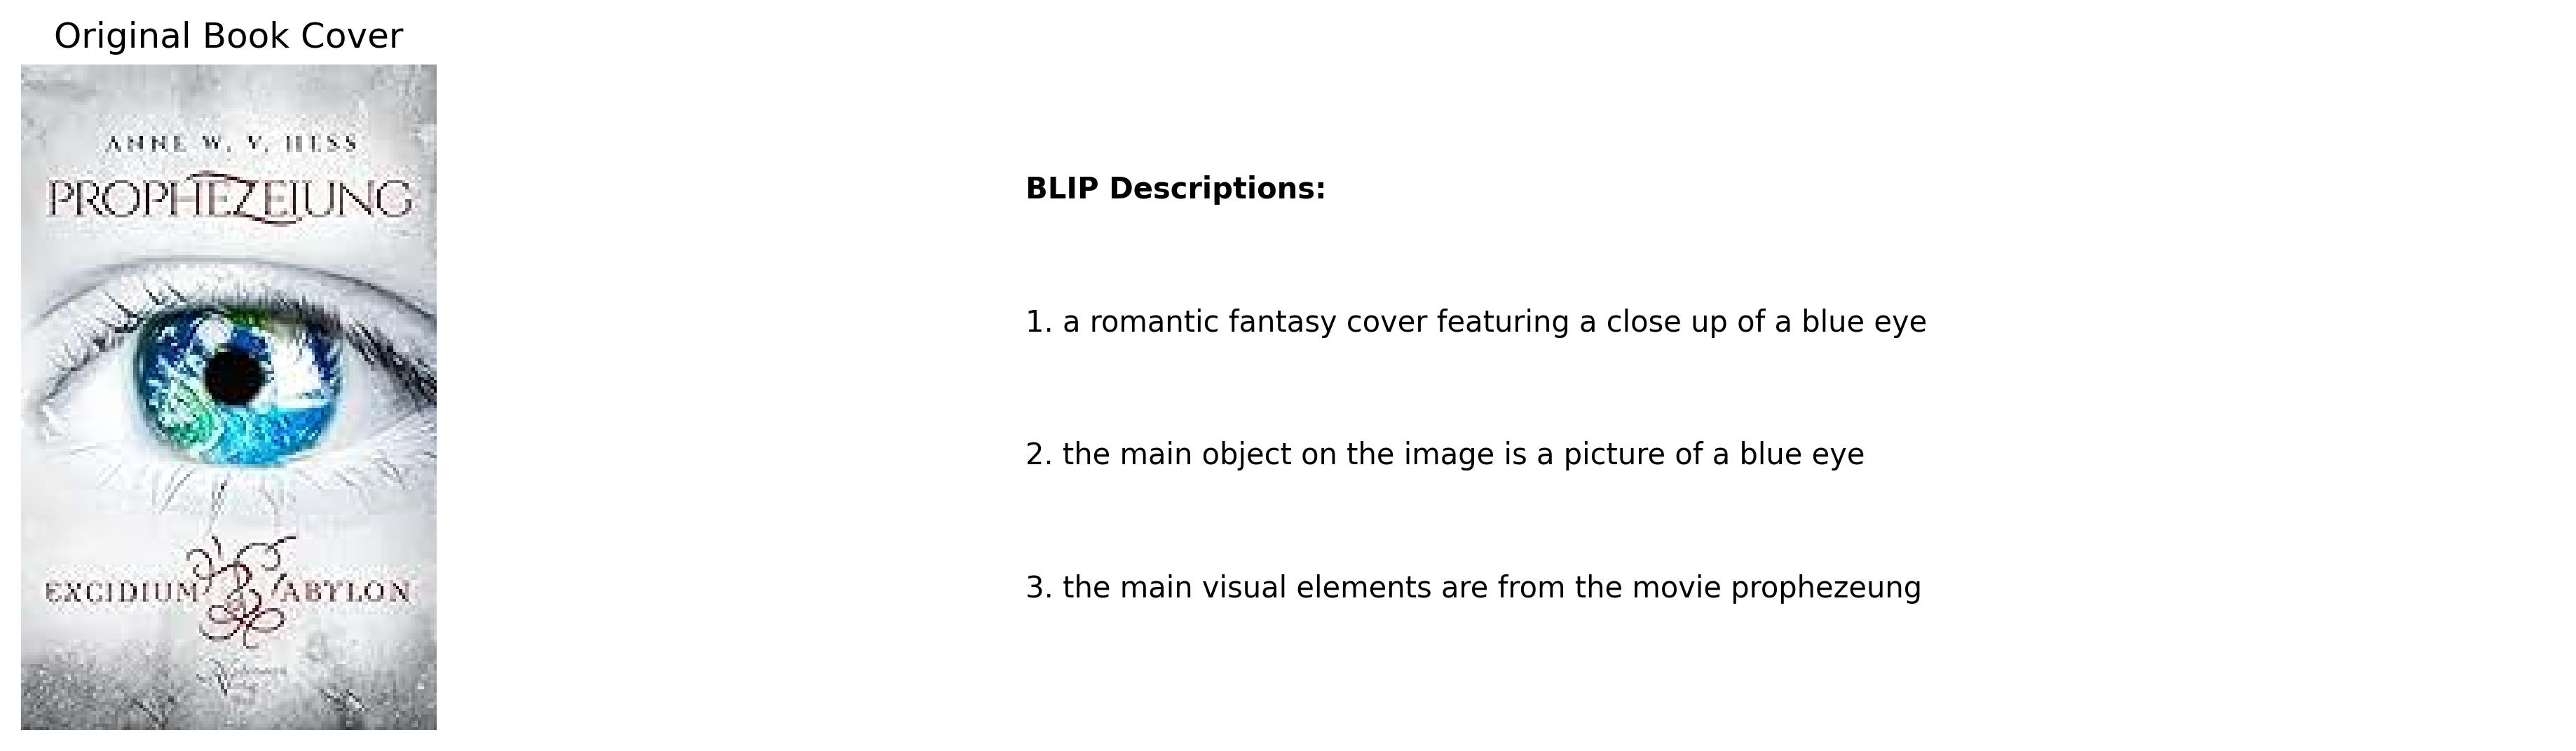 Original Book Cover
ANNE W. V. HESS
PROPHEZEIUNG
EXCIDIUM BABYLON
BLIP Descriptions:
1. a romantic fantasy cover featuring a close up of a blue eye
2. the main object on the image is a picture of a blue eye
3. the main visual elements are from the movie prophezeung